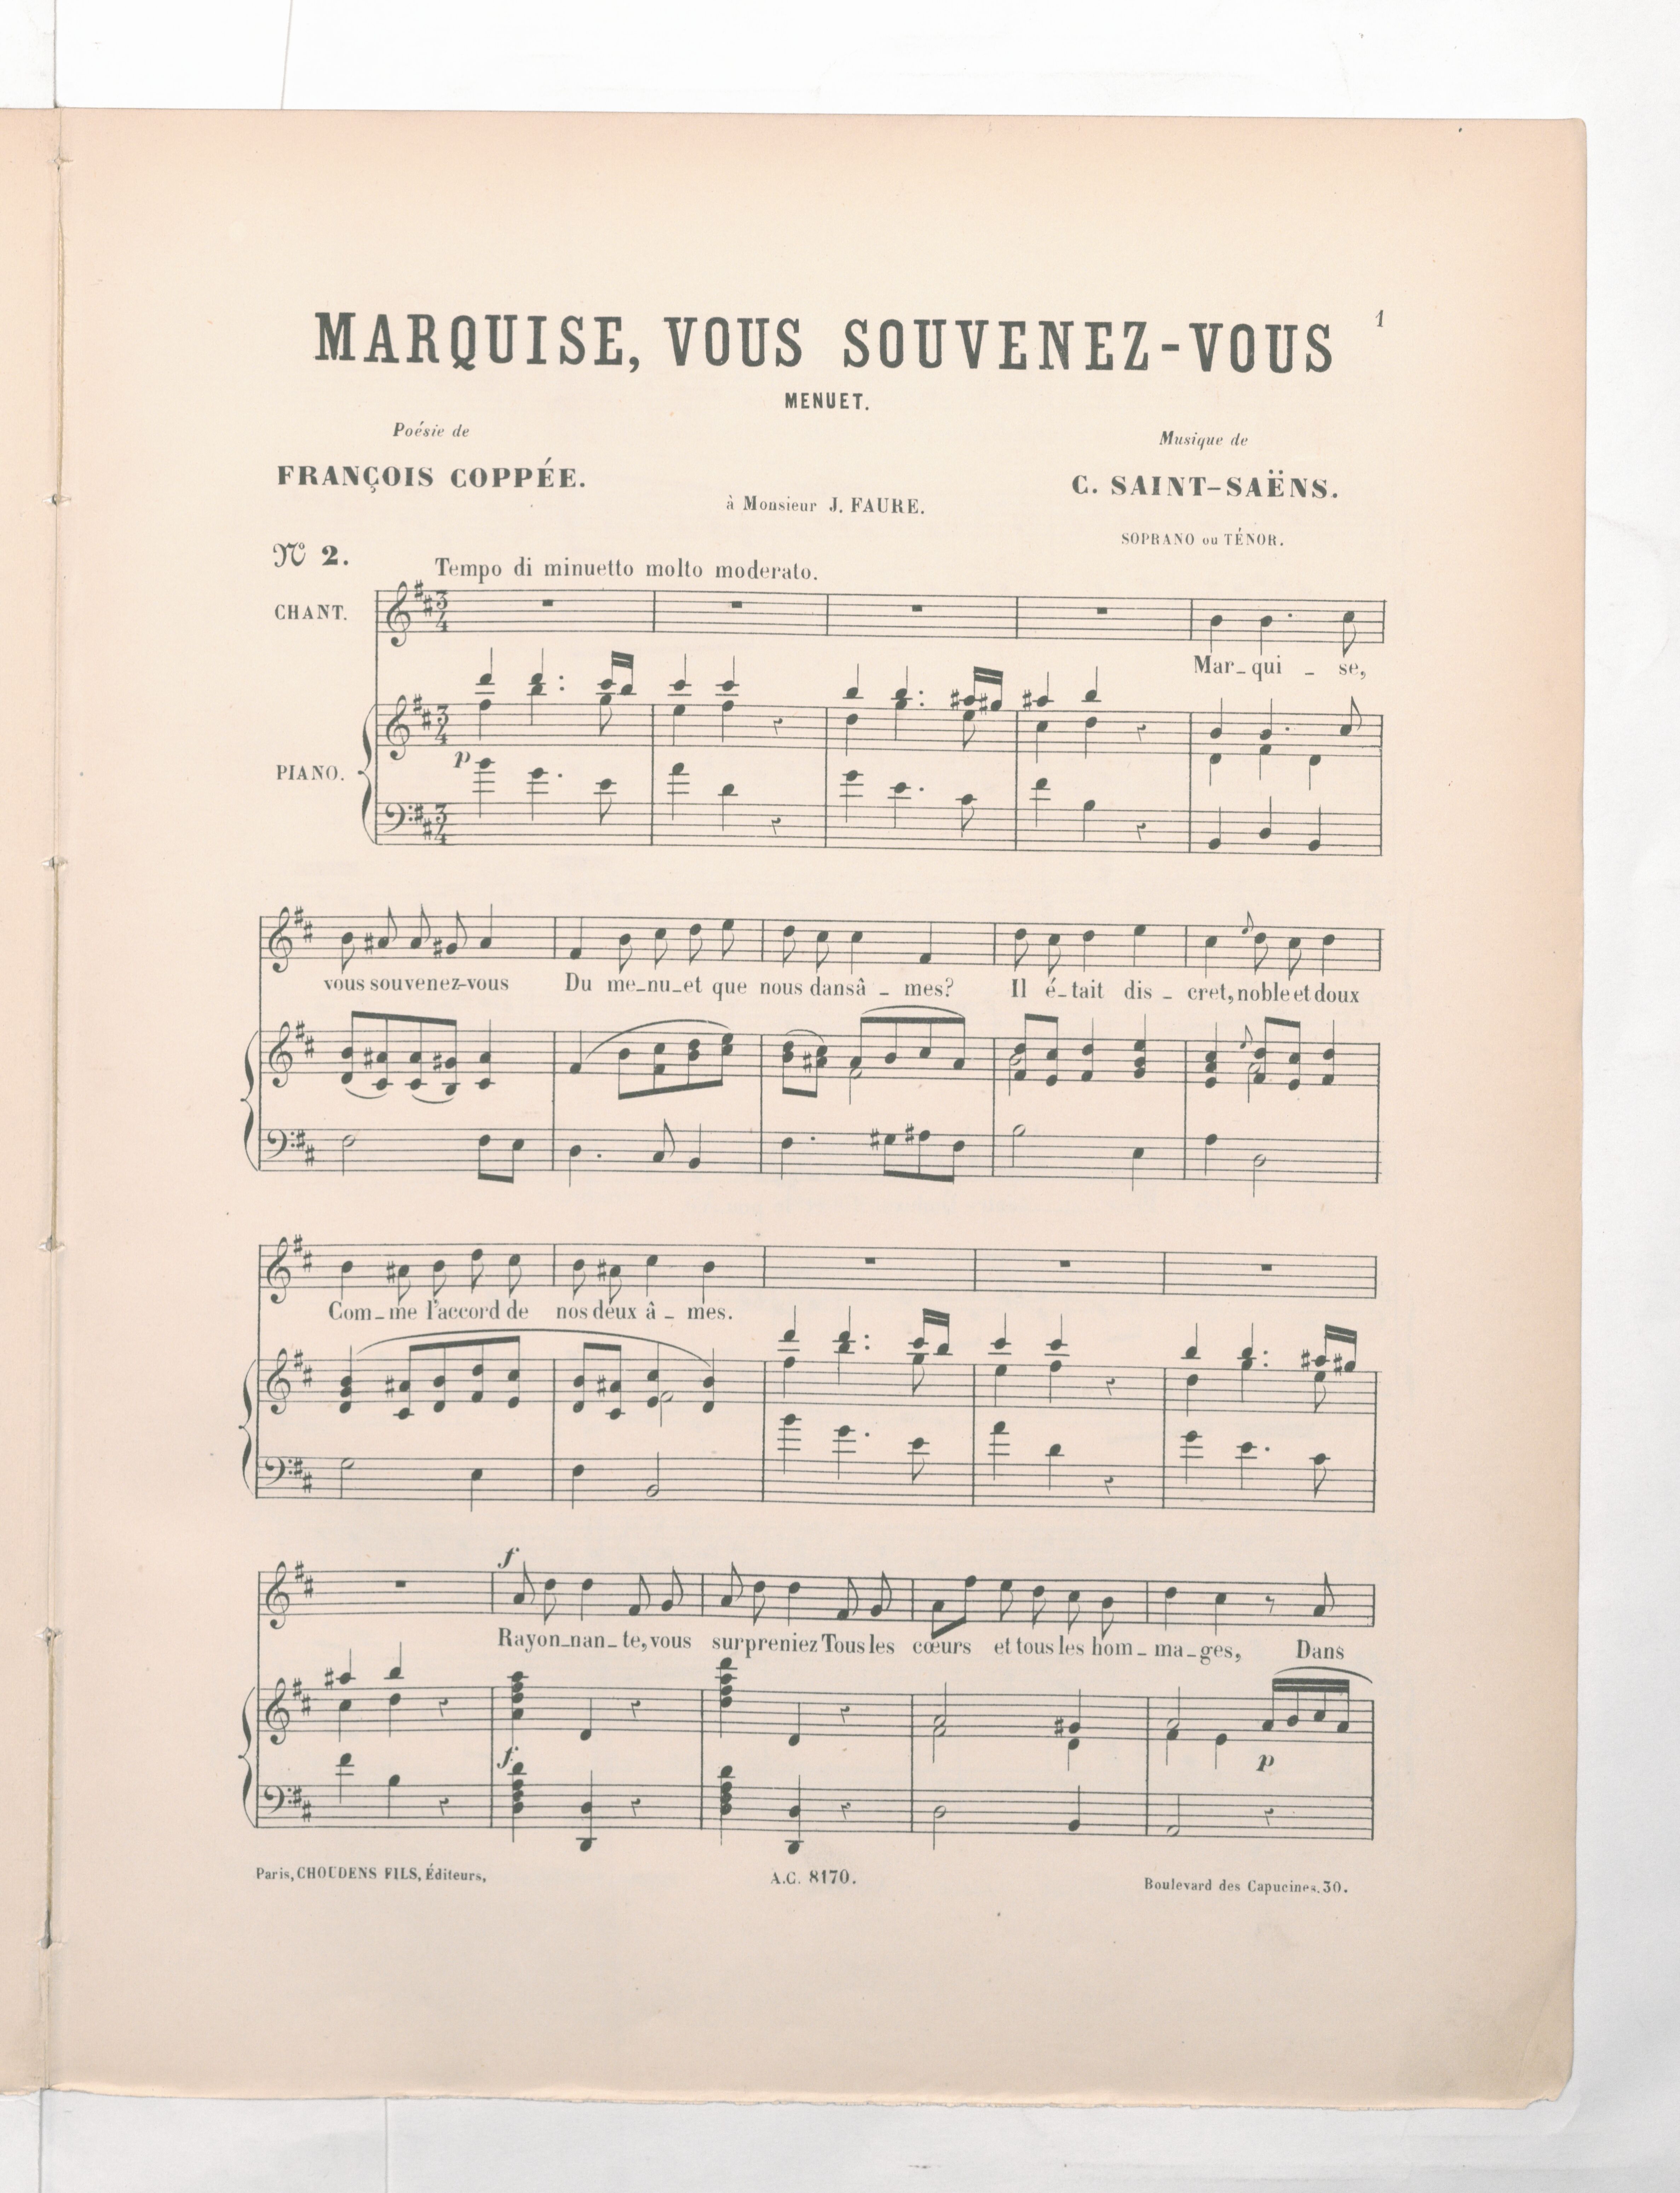 1
MARQUISE, VOUS SOUVENEZ-VOUS
MENUET.
Poésie de
FRANÇOIS COPPÉE.
Musique de
C. SAINT-SAËNS.
à Monsieur J. FAURE.
SOPRANO ou TÉNOR.
No 2.
Tempo di minuetto molto moderato.
CHANT.
Mar_qui _ se,
PIANO.
p
vous souvenez-vous Du me_nu_et que nous dansâ _ mes? Il é_tait dis _ cret, noble et doux
Com_me l'accord de nos deux â _ mes.
f
Rayon_nan_te, vous surpreniez Tous les cœurs et tous les hom_ma_ges, Dans
f
p
Paris, CHOUDENS FILS, Éditeurs,
A.C. 8170.
Boulevard des Capucines. 30.